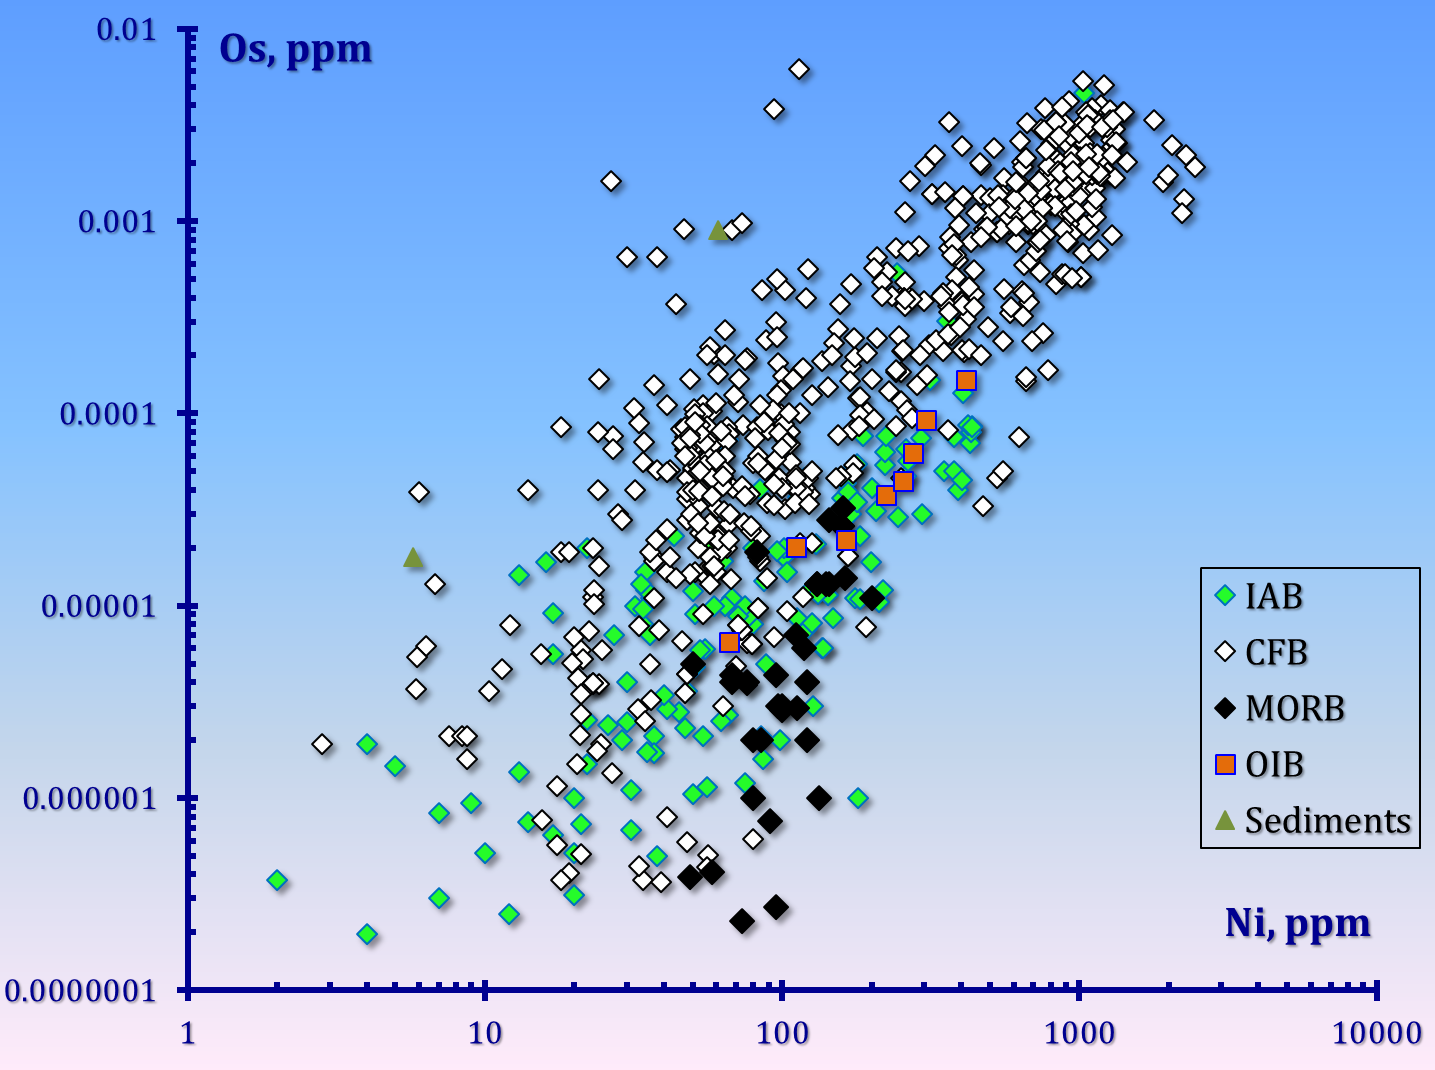 Os, ppm
0.01
0.001
0.0001
0.00001
0.000001
0.0000001
1 10 100 1000 10000
Ni, ppm
IAB
CFB
MORB
OIB
Sediments